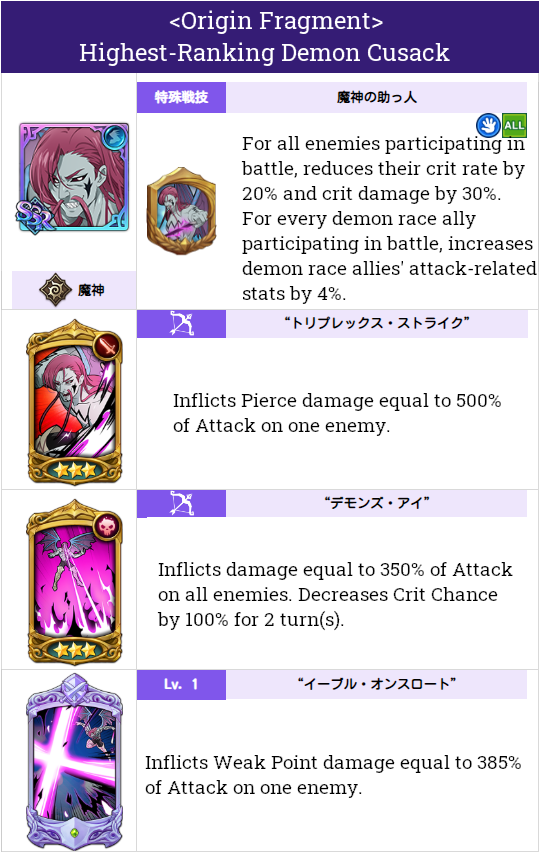 <Origin Fragment>
Highest-Ranking Demon Cusack
特殊戦技
魔神の助っ人
ALL
For all enemies participating in
battle, reduces their crit rate by
20% and crit damage by 30%.
For every demon race ally
participating in battle, increases
demon race allies' attack-related
stats by 4%.
SSR
魔神
“トリプレックス・ストライク”
Inflicts Pierce damage equal to 500%
of Attack on one enemy.
“デモンズ・アイ”
Inflicts damage equal to 350% of Attack
on all enemies. Decreases Crit Chance
by 100% for 2 turn(s).
Lv. 1
“イーブル・オンスロート”
Inflicts Weak Point damage equal to 385%
of Attack on one enemy.